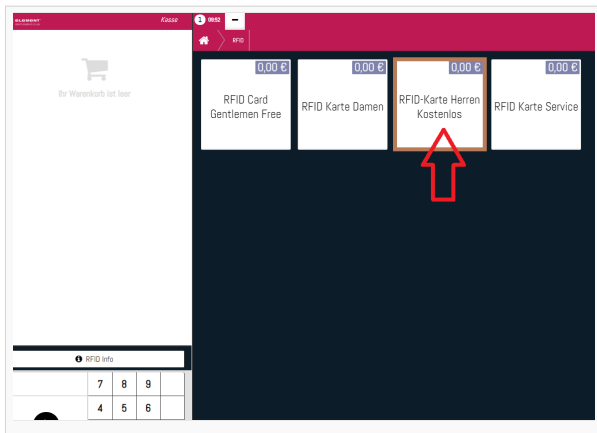 ELEMENT
Kasse
1 09:52
RFID
Ihr Warenkorb ist leer
0,00 €
RFID Card
Gentlemen Free
0,00 €
RFID Karte Damen
0,00 €
RFID-Karte Herren
Kostenlos
0,00 €
RFID Karte Service
RFID Info
7 8 9
4 5 6